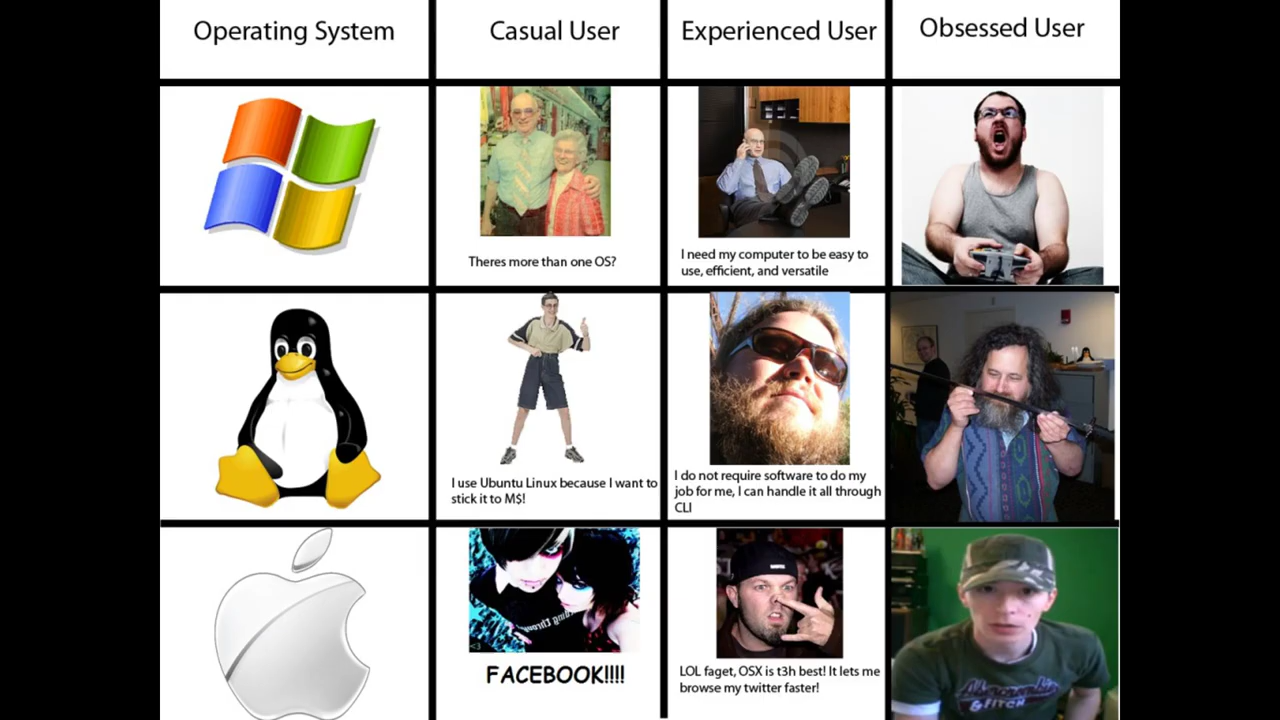 Operating System
Casual User
Experienced User
Obsessed User
Theres more than one OS?
I need my computer to be easy to
use, efficient, and versatile
I use Ubuntu Linux because I want to
stick it to M$!
I do not require software to do my
job for me, I can handle it all through
CLI
FACEBOOK!!!!
LOL faget, OSX is t3h best! It lets me
browse my twitter faster!
Abercrombie
& FITCH